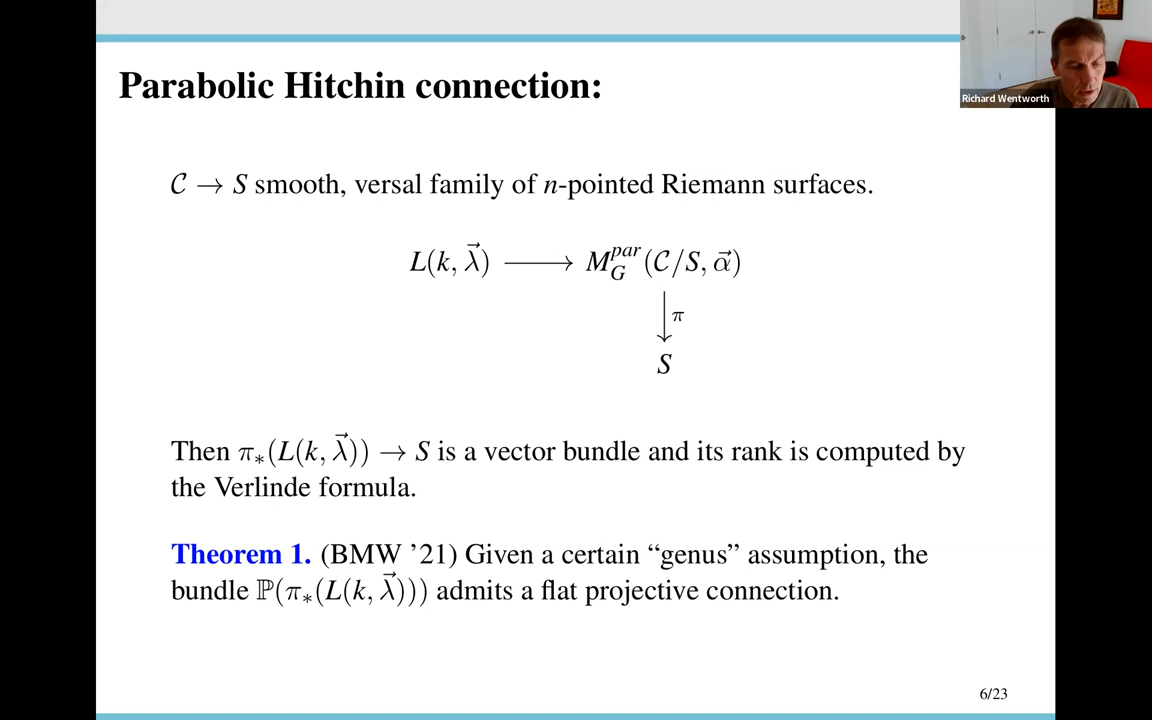 Parabolic Hitchin connection:
Richard Wentworth
𝒞 → S smooth, versal family of n-pointed Riemann surfaces.
L(k, λ⃗) ⟶ M_G^{par}(𝒞/S, α⃗)
↓π
S
Then π_*(L(k, λ⃗)) → S is a vector bundle and its rank is computed by
the Verlinde formula.
Theorem 1. (BMW ’21) Given a certain “genus” assumption, the
bundle ℙ(π_*(L(k, λ⃗))) admits a flat projective connection.
6/23